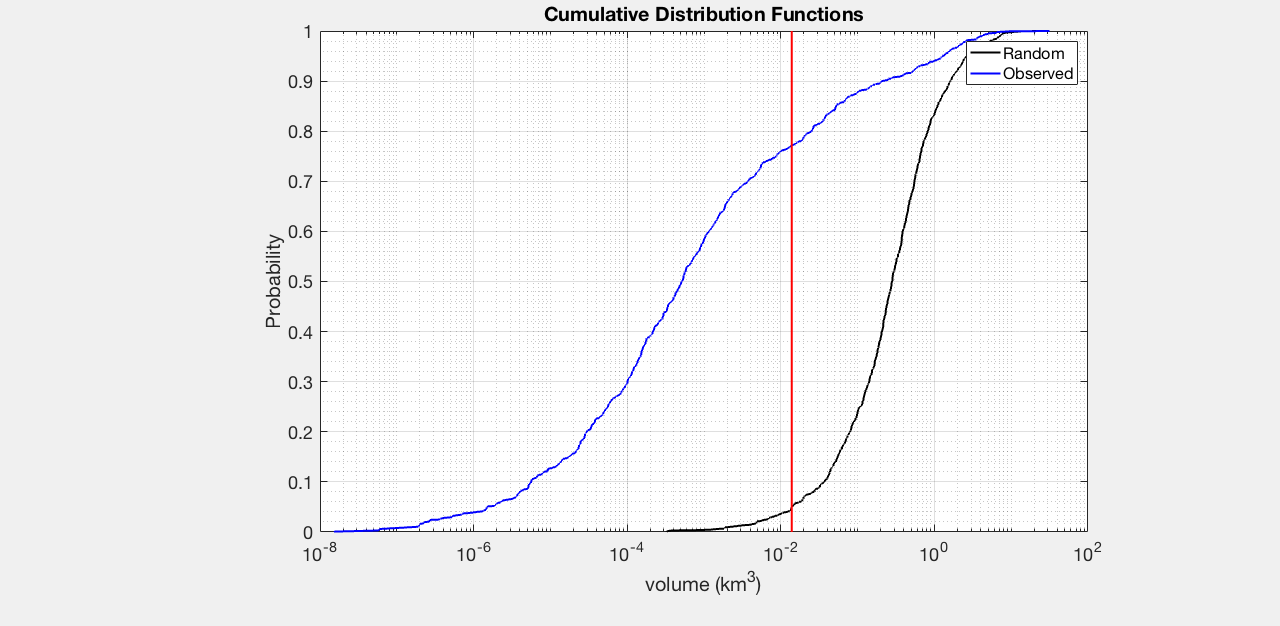 Cumulative Distribution Functions
Random
Observed
Probability
1
0.9
0.8
0.7
0.6
0.5
0.4
0.3
0.2
0.1
0
10^-8 10^-6 10^-4 10^-2 10^0 10^2
volume (km^3)